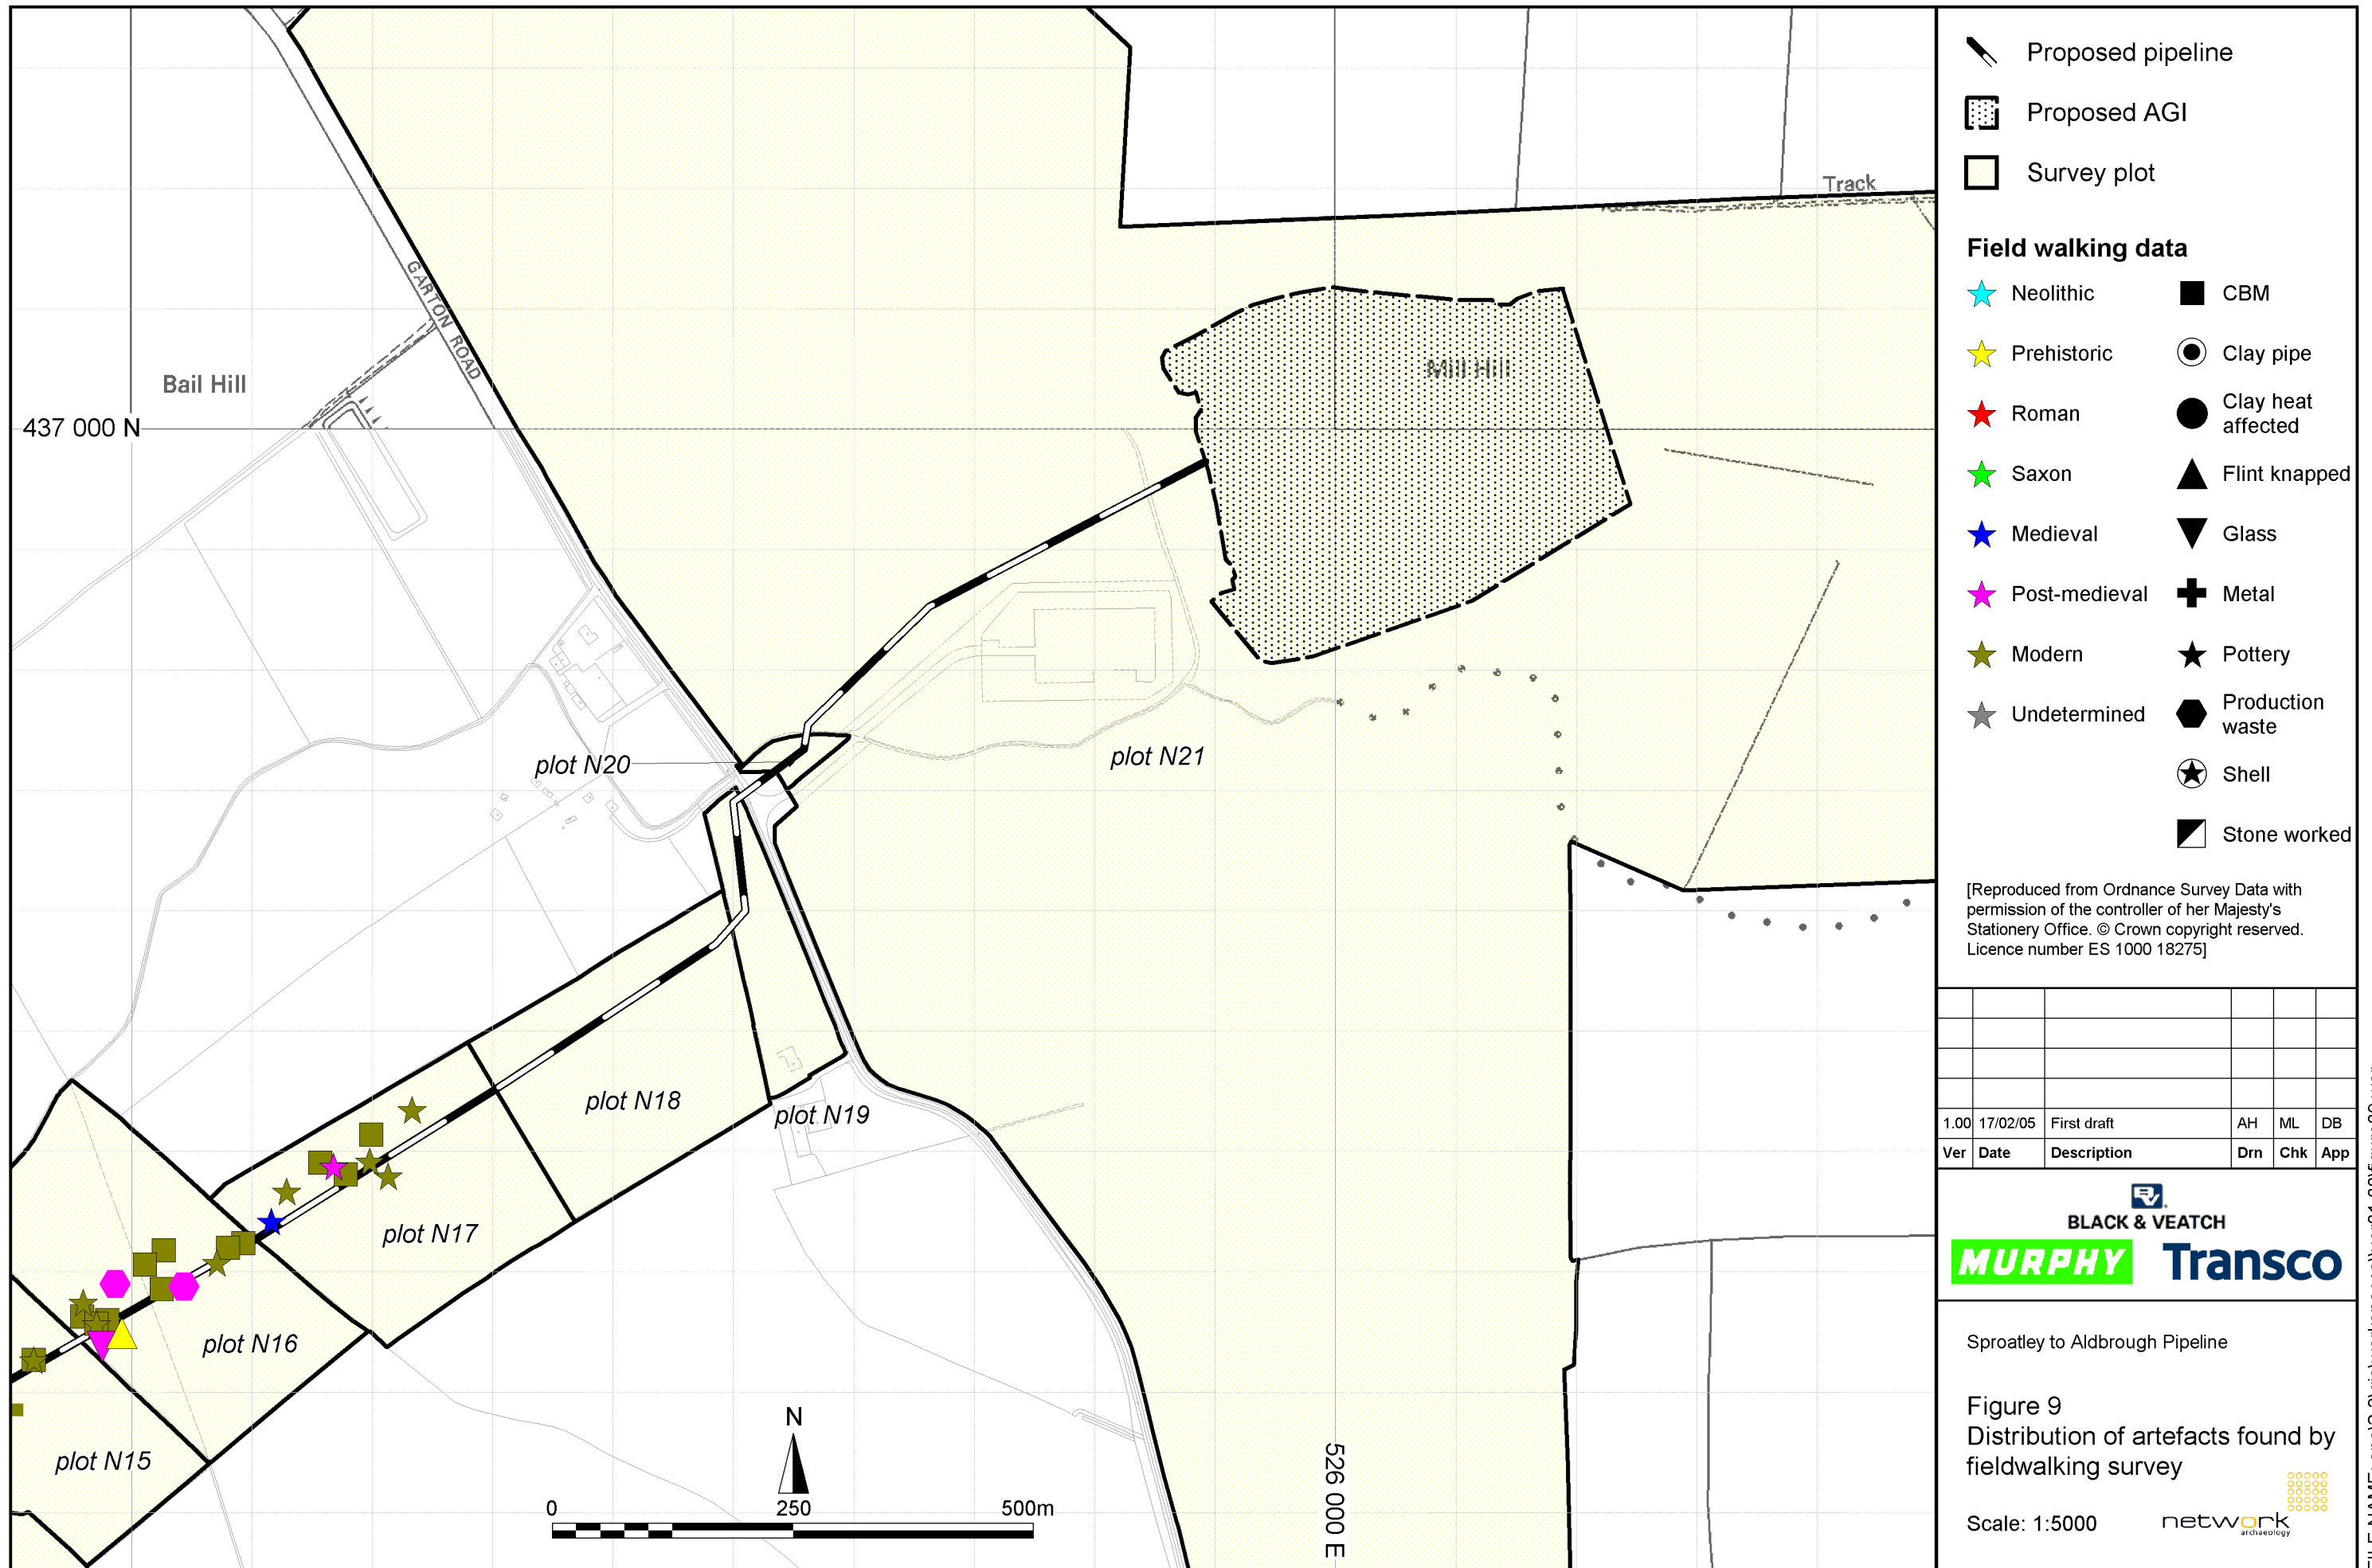 GARTON ROAD
Bail Hill
437 000 N
Track
Mill Hill
plot N20
plot N21
plot N18
plot N19
plot N17
plot N16
plot N15
N
0 250 500m
526 000 E
Proposed pipeline
Proposed AGI
Survey plot
Field walking data
Neolithic
Prehistoric
Roman
Saxon
Medieval
Post-medieval
Modern
Undetermined
CBM
Clay pipe
Clay heat
affected
Flint knapped
Glass
Metal
Pottery
Production
waste
Shell
Stone worked
[Reproduced from Ordnance Survey Data with
permission of the controller of her Majesty's
Stationery Office. © Crown copyright reserved.
Licence number ES 1000 18275]
1.00 17/02/05 First draft AH ML DB
Ver Date Description Drn Chk App
BV
BLACK & VEATCH
MURPHY Transco
Sproatley to Aldbrough Pipeline
Figure 9
Distribution of artefacts found by
fieldwalking survey
Scale: 1:5000
network
archaeology